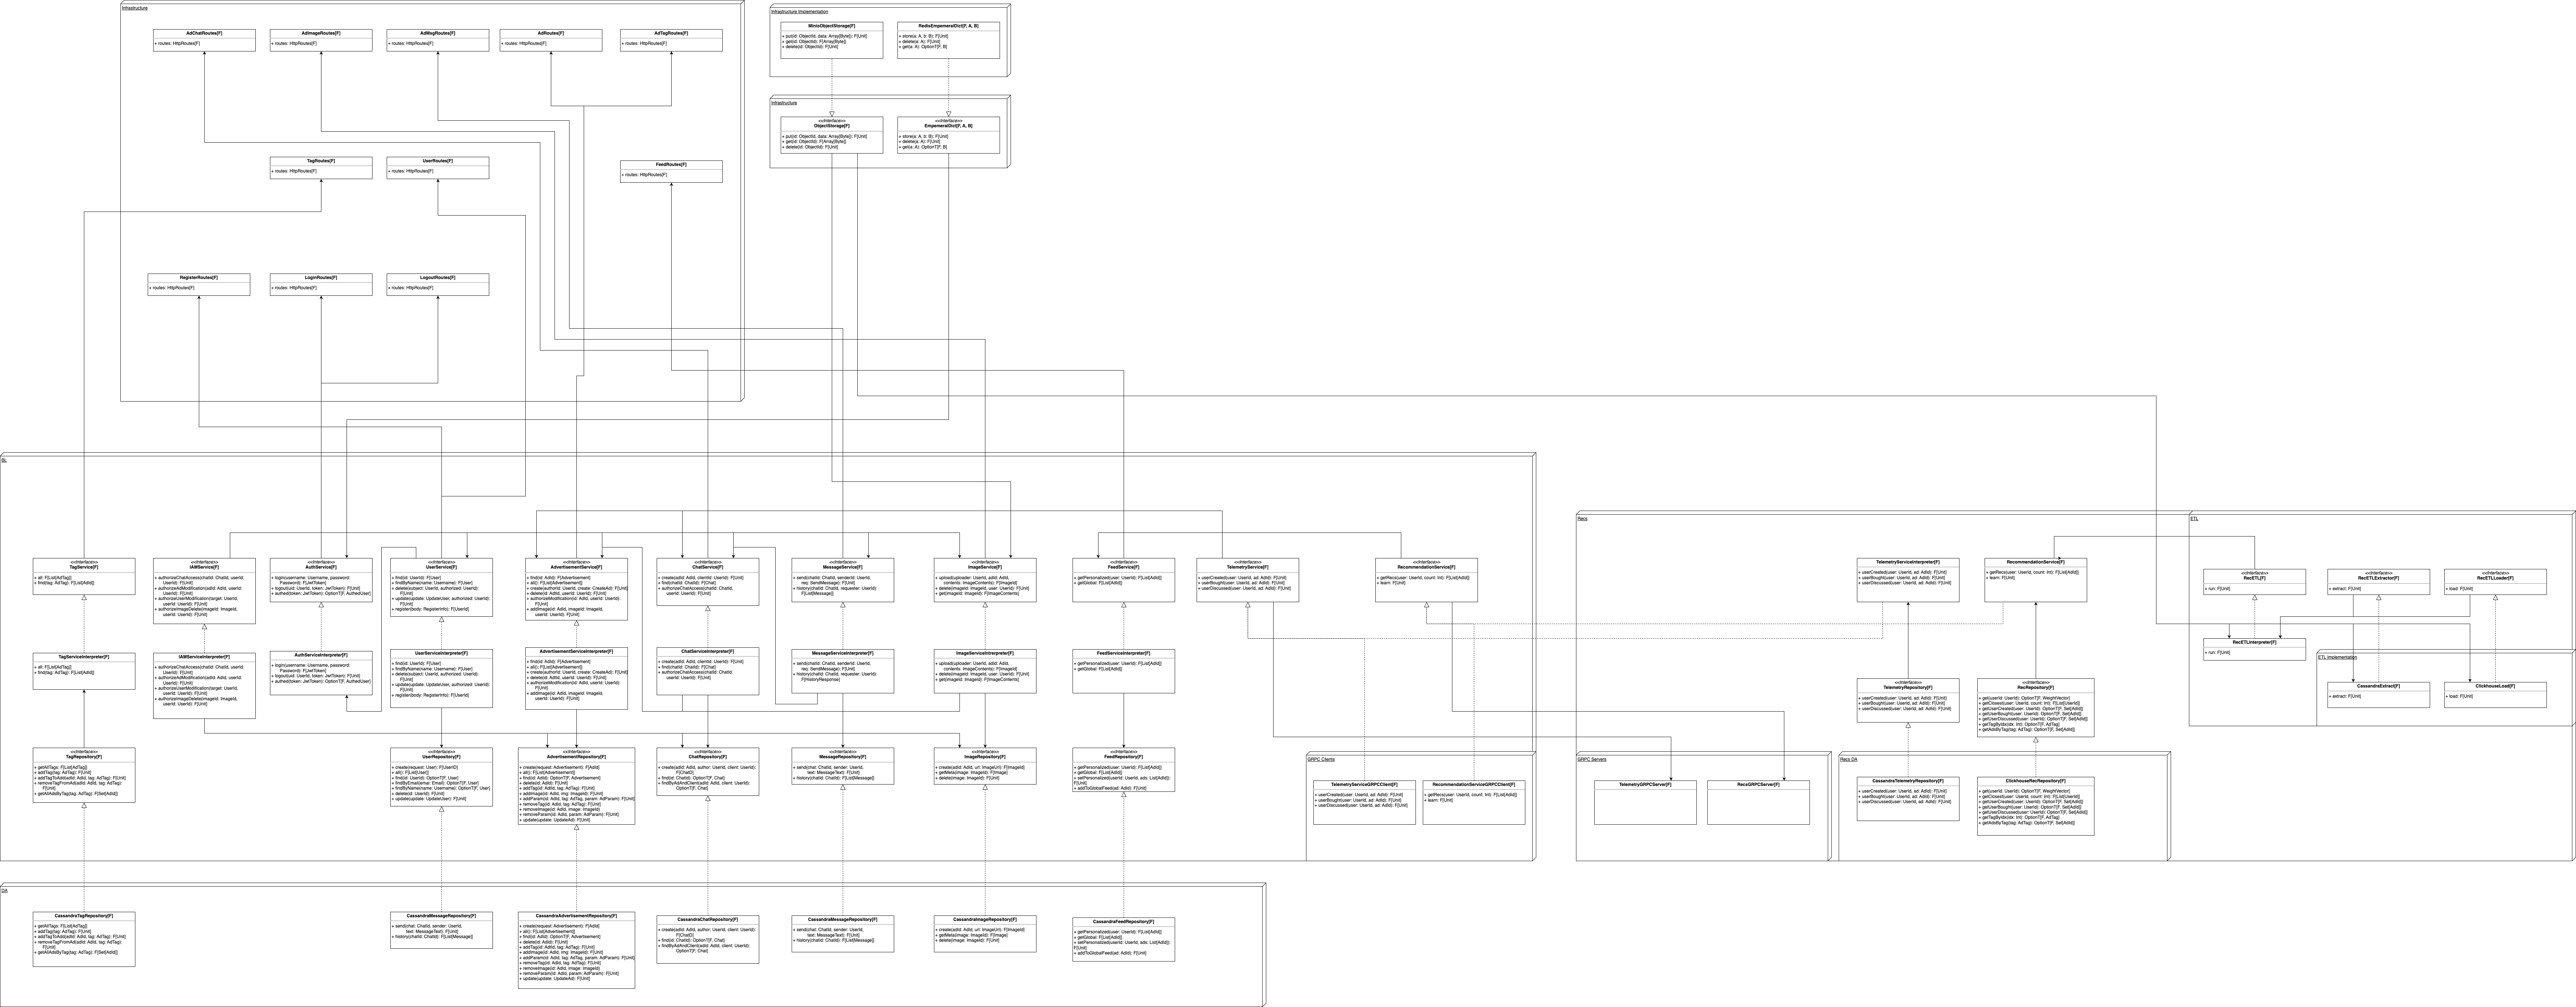 Infrastructure
AdChatRoutes[F]
+ routes: HttpRoutes[F]
AdImageRoutes[F]
+ routes: HttpRoutes[F]
AdMsgRoutes[F]
+ routes: HttpRoutes[F]
AdRoutes[F]
+ routes: HttpRoutes[F]
AdTagRoutes[F]
+ routes: HttpRoutes[F]
TagRoutes[F]
+ routes: HttpRoutes[F]
UserRoutes[F]
+ routes: HttpRoutes[F]
FeedRoutes[F]
+ routes: HttpRoutes[F]
RegisterRoutes[F]
+ routes: HttpRoutes[F]
LoginRoutes[F]
+ routes: HttpRoutes[F]
LogoutRoutes[F]
+ routes: HttpRoutes[F]
Infrastructure Implementation
MinioObjectStorage[F]
+ put(id: ObjectId, data: Array[Byte]): F[Unit]
+ get(id: ObjectId): F[Array[Byte]]
+ delete(id: ObjectId): F[Unit]
RedisEmpemeralDict[F, A, B]
+ store(a: A, b: B): F[Unit]
+ delete(a: A): F[Unit]
+ get(a: A): OptionT[F, B]
Infrastructure
<<Interface>>
ObjectStorage[F]
+ put(id: ObjectId, data: Array[Byte]): F[Unit]
+ get(id: ObjectId): F[Array[Byte]]
+ delete(id: ObjectId): F[Unit]
<<Interface>>
EmpemeralDict[F, A, B]
+ store(a: A, b: B): F[Unit]
+ delete(a: A): F[Unit]
+ get(a: A): OptionT[F, B]
BL
<<Interface>>
TagService[F]
+ all: F[List[AdTag]]
+ find(tag: AdTag): F[List[AdId]]
<<Interface>>
IAMService[F]
+ authorizeChatAccess(chatId: ChatId, userId:
UserId): F[Unit]
+ authorizeAdModification(adId: AdId, userId:
UserId): F[Unit]
+ authorizeUserModification(target: UserId,
userId: UserId): F[Unit]
+ authorizeImageDelete(imageId: ImageId,
userId: UserId): F[Unit]
<<Interface>>
AuthService[F]
+ login(username: Username, password:
Password): F[JwtToken]
+ logout(uid: UserId, token: JwtToken): F[Unit]
+ authed(token: JwtToken): OptionT[F, AuthedUser]
<<Interface>>
UserService[F]
+ find(id: UserId): F[User]
+ findByName(name: Username): F[User]
+ delete(subject: UserId, authorized: UserId):
F[Unit]
+ update(update: UpdateUser, authorized: UserId):
F[Unit]
+ register(body: RegisterInfo): F[UserId]
<<Interface>>
AdvertisementService[F]
+ find(id: AdId): F[Advertisement]
+ all(): F[List[Advertisement]]
+ create(authorId: UserId, create: CreateAd): F[Unit]
+ delete(id: AdId, userId: UserId): F[Unit]
+ authorizeModification(adId: AdId, userId: UserId):
F[Unit]
+ addImage(id: AdId, imageId: ImageId,
userId: UserId): F[Unit]
<<Interface>>
ChatService[F]
+ create(adId: AdId, clientId: UserId): F[Unit]
+ find(chatId: ChatId): F[Chat]
+ authorizeChatAccess(chatId: ChatId,
userId: UserId): F[Unit]
<<Interface>>
MessageService[F]
+ send(chatId: ChatId, senderId: UserId,
req: SendMessage): F[Unit]
+ history(chatId: ChatId, requester: UserId):
F[List[Message]]
<<Interface>>
ImageService[F]
+ upload(uploader: UserId, adId: AdId,
contents: ImageContents): F[ImageId]
+ delete(imageId: ImageId, user: UserId): F[Unit]
+ get(imageId: ImageId): F[ImageContents]
<<Interface>>
FeedService[F]
+ getPersonalized(user: UserId): F[List[AdId]]
+ getGlobal: F[List[AdId]]
<<Interface>>
TelemetryService[F]
+ userCreated(user: UserId, ad: AdId): F[Unit]
+ userBought(user: UserId, ad: AdId): F[Unit]
+ userDiscussed(user: UserId, ad: AdId): F[Unit]
<<Interface>>
RecommendationService[F]
+ getRecs(user: UserId, count: Int): F[List[AdId]]
+ learn: F[Unit]
TagServiceInterpreter[F]
+ all: F[List[AdTag]]
+ find(tag: AdTag): F[List[AdId]]
IAMServiceInterpreter[F]
+ authorizeChatAccess(chatId: ChatId, userId:
UserId): F[Unit]
+ authorizeAdModification(adId: AdId, userId:
UserId): F[Unit]
+ authorizeUserModification(target: UserId,
userId: UserId): F[Unit]
+ authorizeImageDelete(imageId: ImageId,
userId: UserId): F[Unit]
AuthServiceInterpreter[F]
+ login(username: Username, password:
Password): F[JwtToken]
+ logout(uid: UserId, token: JwtToken): F[Unit]
+ authed(token: JwtToken): OptionT[F, AuthedUser]
UserServiceInterpreter[F]
+ find(id: UserId): F[User]
+ findByName(name: Username): F[User]
+ delete(subject: UserId, authorized: UserId):
F[Unit]
+ update(update: UpdateUser, authorized: UserId):
F[Unit]
+ register(body: RegisterInfo): F[UserId]
AdvertisementServiceInterpreter[F]
+ find(id: AdId): F[Advertisement]
+ all(): F[List[Advertisement]]
+ create(authorId: UserId, create: CreateAd): F[Unit]
+ delete(id: AdId, userId: UserId): F[Unit]
+ authorizeModification(adId: AdId, userId: UserId):
F[Unit]
+ addImage(id: AdId, imageId: ImageId,
userId: UserId): F[Unit]
ChatServiceInterpreter[F]
+ create(adId: AdId, clientId: UserId): F[Unit]
+ find(chatId: ChatId): F[Chat]
+ authorizeChatAccess(chatId: ChatId,
userId: UserId): F[Unit]
MessageServiceInterpreter[F]
+ send(chatId: ChatId, senderId: UserId,
req: SendMessage): F[Unit]
+ history(chatId: ChatId, requester: UserId):
F[HistoryResponse]
ImageServiceInterpreter[F]
+ upload(uploader: UserId, adId: AdId,
contents: ImageContents): F[ImageId]
+ delete(imageId: ImageId, user: UserId): F[Unit]
+ get(imageId: ImageId): F[ImageContents]
FeedServiceInterpreter[F]
+ getPersonalized(user: UserId): F[List[AdId]]
+ getGlobal: F[List[AdId]]
<<Interface>>
TagRepository[F]
+ getAllTags: F[List[AdTag]]
+ addTag(tag: AdTag): F[Unit]
+ addTagToAdd(adId: AdId, tag: AdTag): F[Unit]
+ removeTagFromAd(adId: AdId, tag: AdTag):
F[Unit]
+ getAllAdsByTag(tag: AdTag): F[Set[AdId]]
<<Interface>>
UserRepository[F]
+ create(request: User): F[UserID]
+ all(): F[List[User]]
+ find(id: UserId): OptionT[F, User]
+ findByEmail(email: Email): OptionT[F, User]
+ findByName(name: Username): OptionT[F, User]
+ delete(id: UserId): F[Unit]
+ update(update: UpdateUser): F[Unit]
<<Interface>>
AdvertisementRepository[F]
+ create(request: Advertisement): F[AdId]
+ all(): F[List[Advertisement]]
+ find(id: AdId): OptionT[F, Advertisement]
+ delete(id: AdId): F[Unit]
+ addTag(id: AdId, tag: AdTag): F[Unit]
+ addImage(id: AdId, img: ImageId): F[Unit]
+ addParam(id: AdId, tag: AdTag, param: AdParam): F[Unit]
+ removeTag(id: AdId, tag: AdTag): F[Unit]
+ removeImage(id: AdId, image: ImageId)
+ removeParam(id: AdId, param: AdParam): F[Unit]
+ update(update: UpdateAd): F[Unit]
<<Interface>>
ChatRepository[F]
+ create(adId: AdId, author: UserId, client: UserId):
F[ChatD]
+ find(id: ChatId): OptionT[F, Chat]
+ findByAdAndClient(adId: AdId, client: UserId):
OptionT[F, Chat]
<<Interface>>
MessageRepository[F]
+ send(chat: ChatId, sender: UserId,
text: MessageText): F[Unit]
+ history(chatId: ChatId): F[List[Message]]
<<Interface>>
ImageRepository[F]
+ create(adId: AdId, url: ImageUrl): F[ImageId]
+ getMeta(image: ImageId): F[Image]
+ delete(image: ImageId): F[Unit]
<<Interface>>
FeedRepository[F]
+ getPersonalized(user: UserId): F[List[AdId]]
+ getGlobal: F[List[AdId]]
+ setPersonalized(userId: UserId, ads: List[AdId]):
F[Unit]
+ addToGlobalFeed(ad: AdId): F[Unit]
GRPC Clients
TelemetryServiceGRPCClient[F]
+ userCreated(user: UserId, ad: AdId): F[Unit]
+ userBought(user: UserId, ad: AdId): F[Unit]
+ userDiscussed(user: UserId, ad: AdId): F[Unit]
RecommendationServiceGRPCClient[F]
+ getRecs(user: UserId, count: Int): F[List[AdId]]
+ learn: F[Unit]
Recs
<<Interface>>
TelemetryServiceInterpreter[F]
+ userCreated(user: UserId, ad: AdId): F[Unit]
+ userBought(user: UserId, ad: AdId): F[Unit]
+ userDiscussed(user: UserId, ad: AdId): F[Unit]
<<Interface>>
RecommendationService[F]
+ getRecs(user: UserId, count: Int): F[List[AdId]]
+ learn: F[Unit]
<<Interface>>
TelemetryRepository[F]
+ userCreated(user: UserId, ad: AdId): F[Unit]
+ userBought(user: UserId, ad: AdId): F[Unit]
+ userDiscussed(user: UserId, ad: AdId): F[Unit]
<<Interface>>
RecRepository[F]
+ get(userId: UserId): OptionT[F, WeightVector]
+ getClosest(user: UserId, count: Int): F[List[UserId]]
+ getUserCreated(user: UserId): OptionT[F, Set[AdId]]
+ getUserBought(user: UserId): OptionT[F, Set[AdId]]
+ getUserDiscussed(user: UserId): OptionT[F, Set[AdId]]
+ getTagByIdx(idx: Int): OptionT[F, AdTag]
+ getAdsByTag(tag: AdTag): OptionT[F, Set[AdId]]
GRPC Servers
TelemetryGRPCServer[F]
RecsGRPCServer[F]
Recs DA
CassandraTelemetryRepository[F]
+ userCreated(user: UserId, ad: AdId): F[Unit]
+ userBought(user: UserId, ad: AdId): F[Unit]
+ userDiscussed(user: UserId, ad: AdId): F[Unit]
ClickhouseRecRepository[F]
+ get(userId: UserId): OptionT[F, WeightVector]
+ getClosest(user: UserId, count: Int): F[List[UserId]]
+ getUserCreated(user: UserId): OptionT[F, Set[AdId]]
+ getUserBought(user: UserId): OptionT[F, Set[AdId]]
+ getUserDiscussed(user: UserId): OptionT[F, Set[AdId]]
+ getTagByIdx(idx: Int): OptionT[F, AdTag]
+ getAdsByTag(tag: AdTag): OptionT[F, Set[AdId]]
ETL
<<Interface>>
RecETL[F]
+ run: F[Unit]
<<Interface>>
RecETLExtractor[F]
+ extract: F[Unit]
<<Interface>>
RecETLLoader[F]
+ load: F[Unit]
RecETLInterpreter[F]
+ run: F[Unit]
ETL Implementation
CassandraExtract[F]
+ extract: F[Unit]
ClickhouseLoad[F]
+ load: F[Unit]
DA
CassandraTagRepository[F]
+ getAllTags: F[List[AdTag]]
+ addTag(tag: AdTag): F[Unit]
+ addTagToAdd(adId: AdId, tag: AdTag): F[Unit]
+ removeTagFromAd(adId: AdId, tag: AdTag):
F[Unit]
+ getAllAdsByTag(tag: AdTag): F[Set[AdId]]
CassandraMessageRepository[F]
+ send(chat: ChatId, sender: UserId,
text: MessageText): F[Unit]
+ history(chatId: ChatId): F[List[Message]]
CassandraAdvertisementRepository[F]
+ create(request: Advertisement): F[AdId]
+ all(): F[List[Advertisement]]
+ find(id: AdId): OptionT[F, Advertisement]
+ delete(id: AdId): F[Unit]
+ addTag(id: AdId, tag: AdTag): F[Unit]
+ addImage(id: AdId, img: ImageId): F[Unit]
+ addParam(id: AdId, tag: AdTag, param: AdParam): F[Unit]
+ removeTag(id: AdId, tag: AdTag): F[Unit]
+ removeImage(id: AdId, image: ImageId)
+ removeParam(id: AdId, param: AdParam): F[Unit]
+ update(update: UpdateAd): F[Unit]
CassandraChatRepository[F]
+ create(adId: AdId, author: UserId, client: UserId):
F[ChatD]
+ find(id: ChatId): OptionT[F, Chat]
+ findByAdAndClient(adId: AdId, client: UserId):
OptionT[F, Chat]
CassandraMessageRepository[F]
+ send(chat: ChatId, sender: UserId,
text: MessageText): F[Unit]
+ history(chatId: ChatId): F[List[Message]]
CassandraImageRepository[F]
+ create(adId: AdId, url: ImageUrl): F[ImageId]
+ getMeta(image: ImageId): F[Image]
+ delete(image: ImageId): F[Unit]
CassandraFeedRepository[F]
+ getPersonalized(user: UserId): F[List[AdId]]
+ getGlobal: F[List[AdId]]
+ setPersonalized(userId: UserId, ads: List[AdId]):
F[Unit]
+ addToGlobalFeed(ad: AdId): F[Unit]